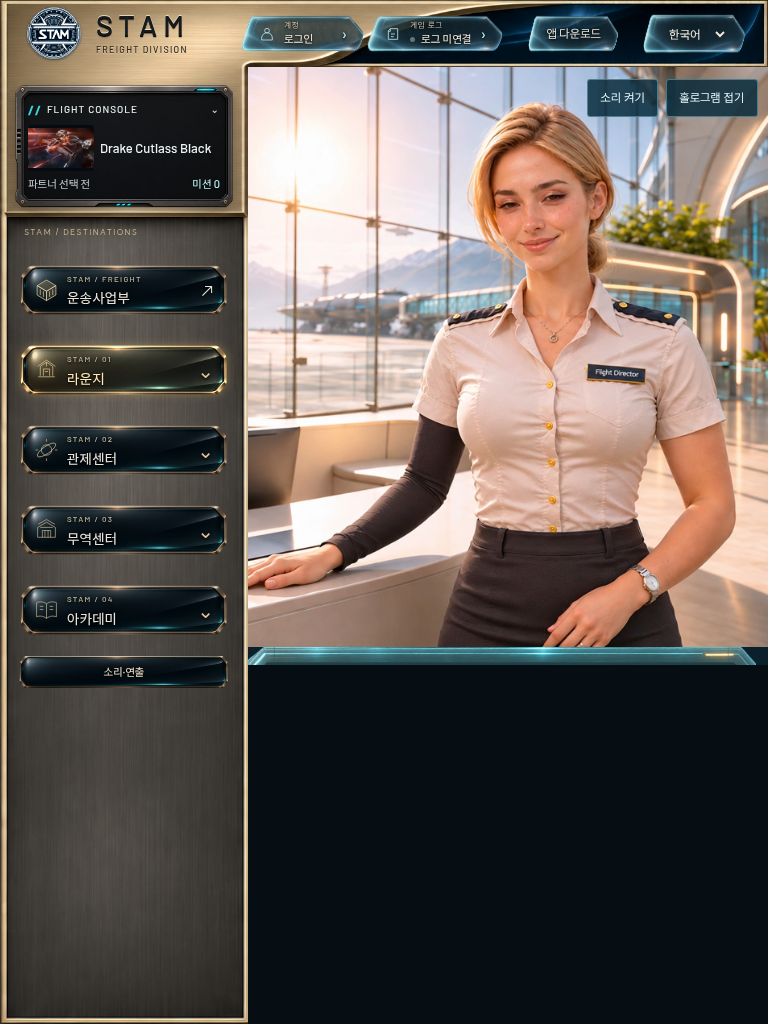 STAM
STAM
FREIGHT DIVISION
계정
로그인
게임 로그
로그 미연결
앱 다운로드
한국어
// FLIGHT CONSOLE
Drake Cutlass Black
파트너 선택 전
미션 0
소리 켜기
홀로그램 접기
Flight Director
STAM / DESTINATIONS
STAM / FREIGHT
운송사업부
STAM / 01
라운지
STAM / 02
관제센터
STAM / 03
무역센터
STAM / 04
아카데미
소리·연출